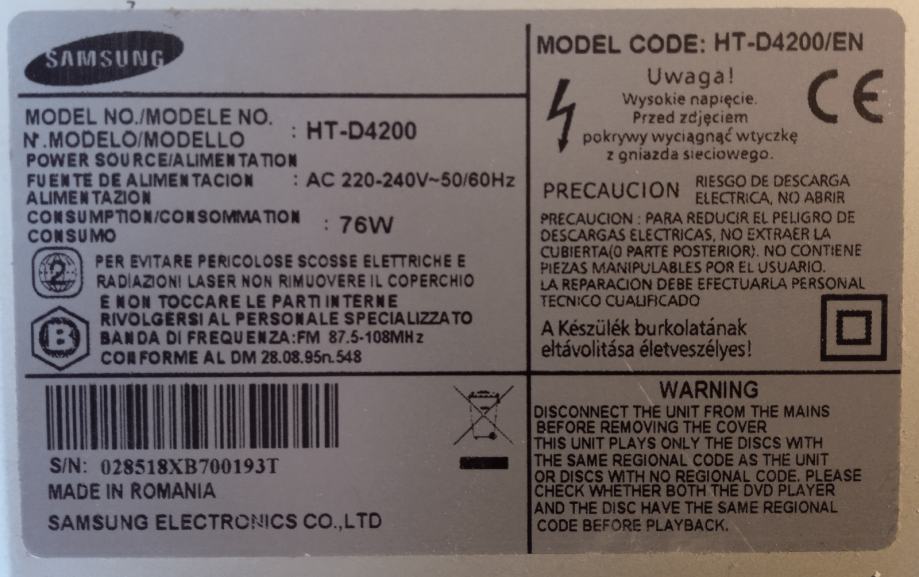 SAMSUNG
MODEL NO./MODELE NO.
N°.MODELO/MODELLO : HT-D4200
POWER SOURCE/ALIMENTATION
FUENTE DE ALIMENTACION : AC 220-240V~50/60Hz
ALIMENTAZION
CONSUMPTION/CONSOMMATION
CONSUMO : 76W
2
PER EVITARE PERICOLOSE SCOSSE ELETTRICHE E
RADIAZIONI LASER NON RIMUOVERE IL COPERCHIO
E NON TOCCARE LE PARTI INTERNE
B
RIVOLGERSI AL PERSONALE SPECIALIZZATO
BANDA DI FREQUENZA:FM 87.5-108MHz
CONFORME AL DM 28.08.95n.548
S/N: 028518XB700193T
MADE IN ROMANIA
SAMSUNG ELECTRONICS CO.,LTD
MODEL CODE: HT-D4200/EN
Uwaga!
Wysokie napięcie.
Przed zdjęciem
pokrywy wyciągnąć wtyczkę
z gniazda sieciowego.
CE
PRECAUCION RIESGO DE DESCARGA
ELECTRICA, NO ABRIR
PRECAUCION : PARA REDUCIR EL PELIGRO DE
DESCARGAS ELECTRICAS, NO EXTRAER LA
CUBIERTA(O PARTE POSTERIOR). NO CONTIENE
PIEZAS MANIPULABLES POR EL USUARIO.
LA REPARACION DEBE EFECTUARLA PERSONAL
TECNICO CUALIFICADO
A Készülék burkolatának
eltávolitása életveszélyes!
WARNING
DISCONNECT THE UNIT FROM THE MAINS
BEFORE REMOVING THE COVER
THIS UNIT PLAYS ONLY THE DISCS WITH
THE SAME REGIONAL CODE AS THE UNIT
OR DISCS WITH NO REGIONAL CODE. PLEASE
CHECK WHETHER BOTH THE DVD PLAYER
AND THE DISC HAVE THE SAME REGIONAL
CODE BEFORE PLAYBACK.